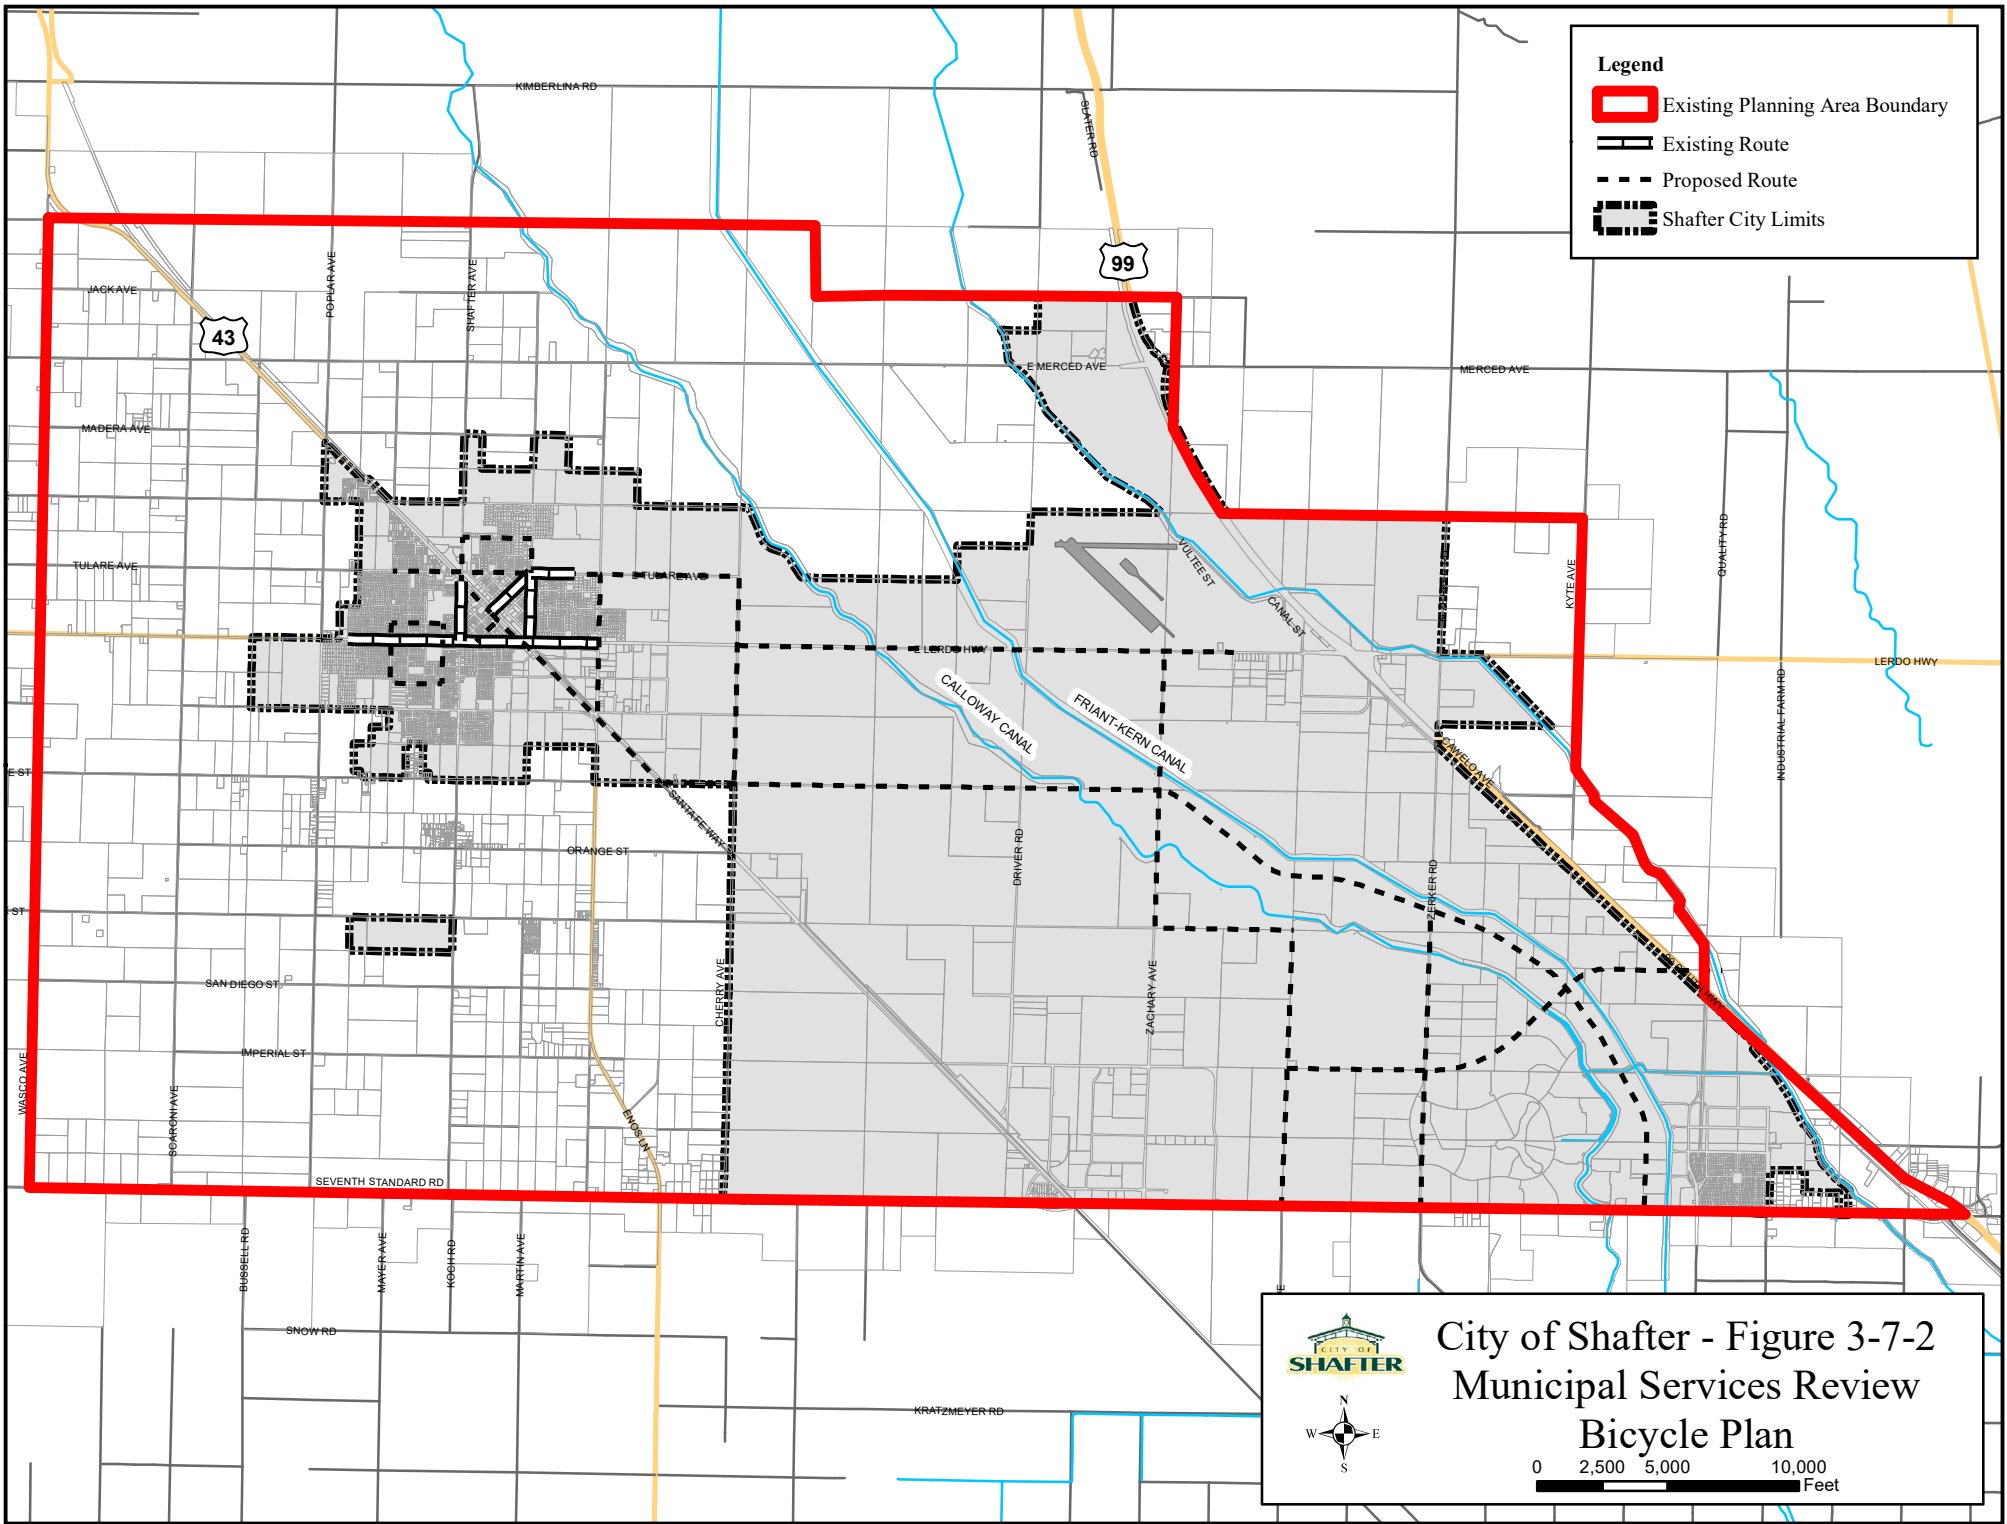 Legend
Existing Planning Area Boundary
Existing Route
Proposed Route
Shafter City Limits
KIMBERLINA RD
SLATER RD
99
POPLAR AVE
SHAFTER AVE
JACK AVE
43
E MERCED AVE
MERCED AVE
MADERA AVE
QUALITY RD
TULARE AVE
E TULARE AVE
VULTEE ST
KYTE AVE
CANAL ST
E LERDO HWY
LERDO HWY
CALLOWAY CANAL
FRIANT-KERN CANAL
INDUSTRIAL FARM RD
CAWELO AVE
E ST
SANTA FE WAY
ORANGE ST
DRIVER RD
ZERKER RD
ST
SAN DIEGO ST
CHERRY AVE
ZACHARY AVE
IMPERIAL ST
WASCO AVE
SCARONI AVE
ENOS LN
SEVENTH STANDARD RD
BUSSELL RD
MAYER AVE
KOCH RD
MARTIN AVE
SNOW RD
KRATZMEYER RD
CITY OF
SHAFTER
N
W E
S
City of Shafter - Figure 3-7-2
Municipal Services Review
Bicycle Plan
0 2,500 5,000 10,000
Feet